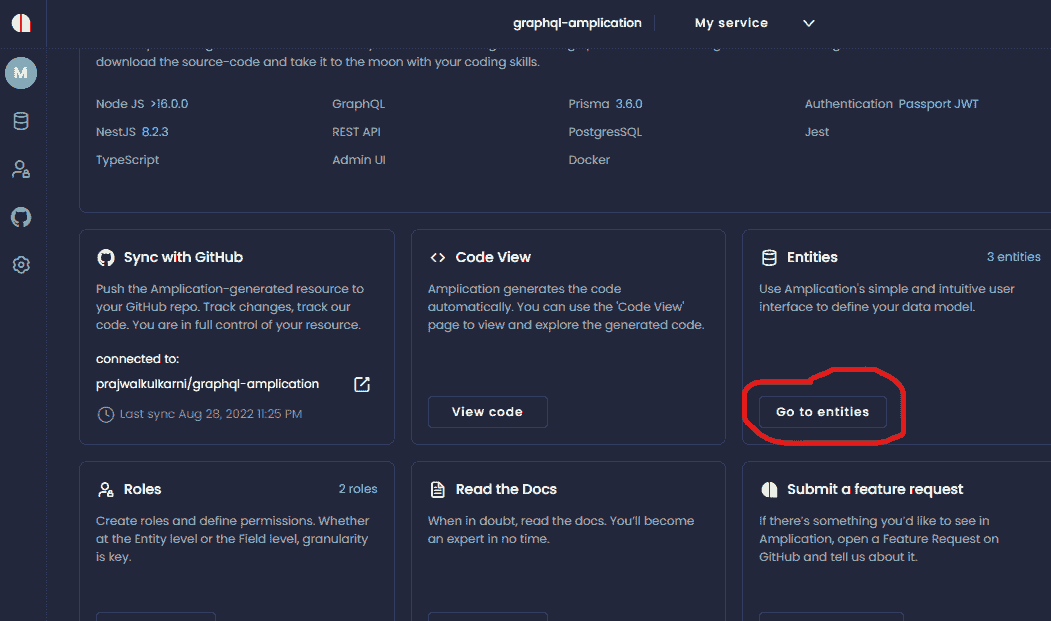 graphql-amplication
My service
M
download the source-code and take it to the moon with your coding skills.
Node JS >16.0.0
GraphQL
Prisma 3.6.0
Authentication Passport JWT
NestJS 8.2.3
REST API
PostgresSQL
Jest
TypeScript
Admin UI
Docker
Sync with GitHub
Push the Amplication-generated resource to
your GitHub repo. Track changes, track our
code. You are in full control of your resource.
connected to:
prajwalkulkarni/graphql-amplication
Last sync Aug 28, 2022 11:25 PM
Code View
Amplication generates the code
automatically. You can use the 'Code View'
page to view and explore the generated code.
View code
Entities
3 entities
Use Amplication's simple and intuitive user
interface to define your data model.
Go to entities
Roles
2 roles
Create roles and define permissions. Whether
at the Entity level or the Field level, granularity
is key.
Read the Docs
When in doubt, read the docs. You'll become
an expert in no time.
Submit a feature request
If there's something you'd like to see in
Amplication, open a Feature Request on
GitHub and tell us about it.